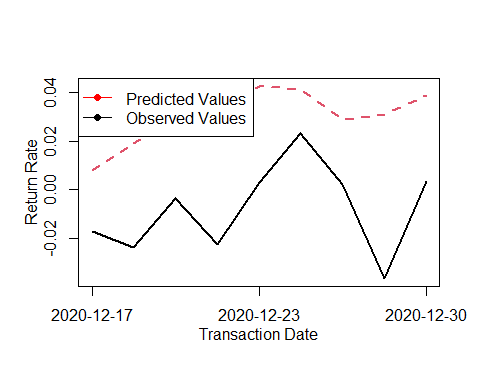 Predicted Values
Observed Values
Return Rate
0.04
0.02
0.00
-0.02
2020-12-17
2020-12-23
2020-12-30
Transaction Date